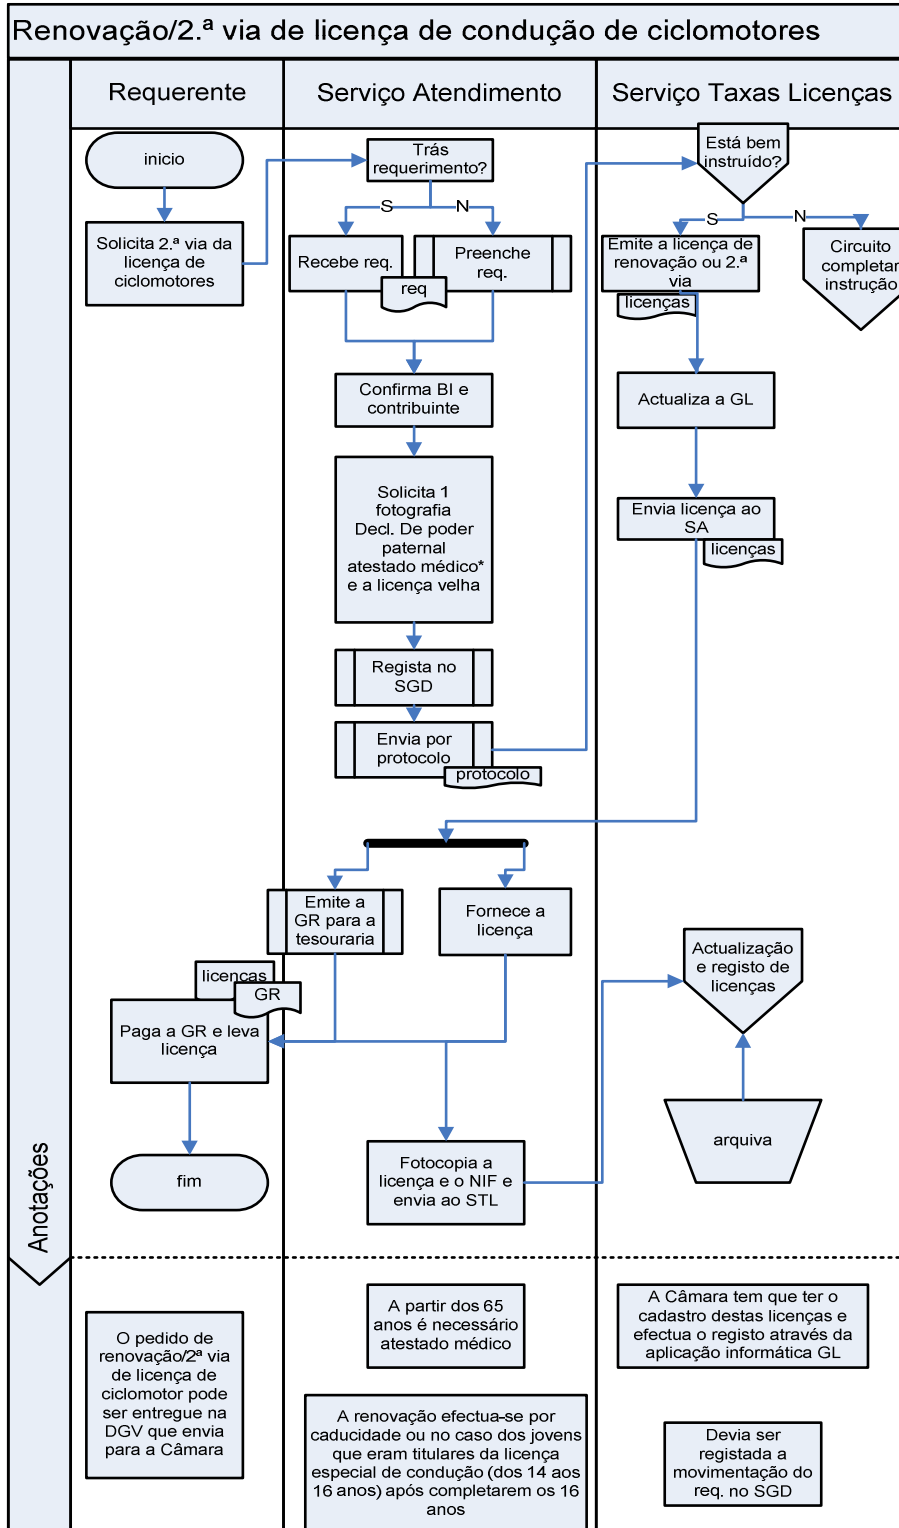 Renovação/2.ª via de licença de condução de ciclomotores
Requerente
Serviço Atendimento
Serviço Taxas Licenças
inicio
Solicita 2.ª via da
licença de
ciclomotores
Trás
requerimento?
S
N
Recebe req.
Preenche
req.
req
Confirma BI e
contribuinte
Solicita 1
fotografia
Decl. De poder
paternal
atestado médico*
e a licença velha
Regista no
SGD
Envia por
protocolo
protocolo
Está bem
instruído?
S
N
Emite a licença de
renovação ou 2.ª
via
licenças
Circuito
completar
instrução
Actualiza a GL
Envia licença ao
SA
licenças
Emite a
GR para a
tesouraria
Fornece a
licença
licenças
GR
Paga a GR e leva
licença
fim
Fotocopia a
licença e o NIF e
envia ao STL
Actualização
e registo de
licenças
arquiva
Anotações
O pedido de
renovação/2ª via
de licença de
ciclomotor pode
ser entregue na
DGV que envia
para a Câmara
A partir dos 65
anos é necessário
atestado médico
A renovação efectua-se por
caducidade ou no caso dos jovens
que eram titulares da licença
especial de condução (dos 14 aos
16 anos) após completarem os 16
anos
A Câmara tem que ter o
cadastro destas licenças e
efectua o registo através da
aplicação informática GL
Devia ser
registada a
movimentação do
req. no SGD